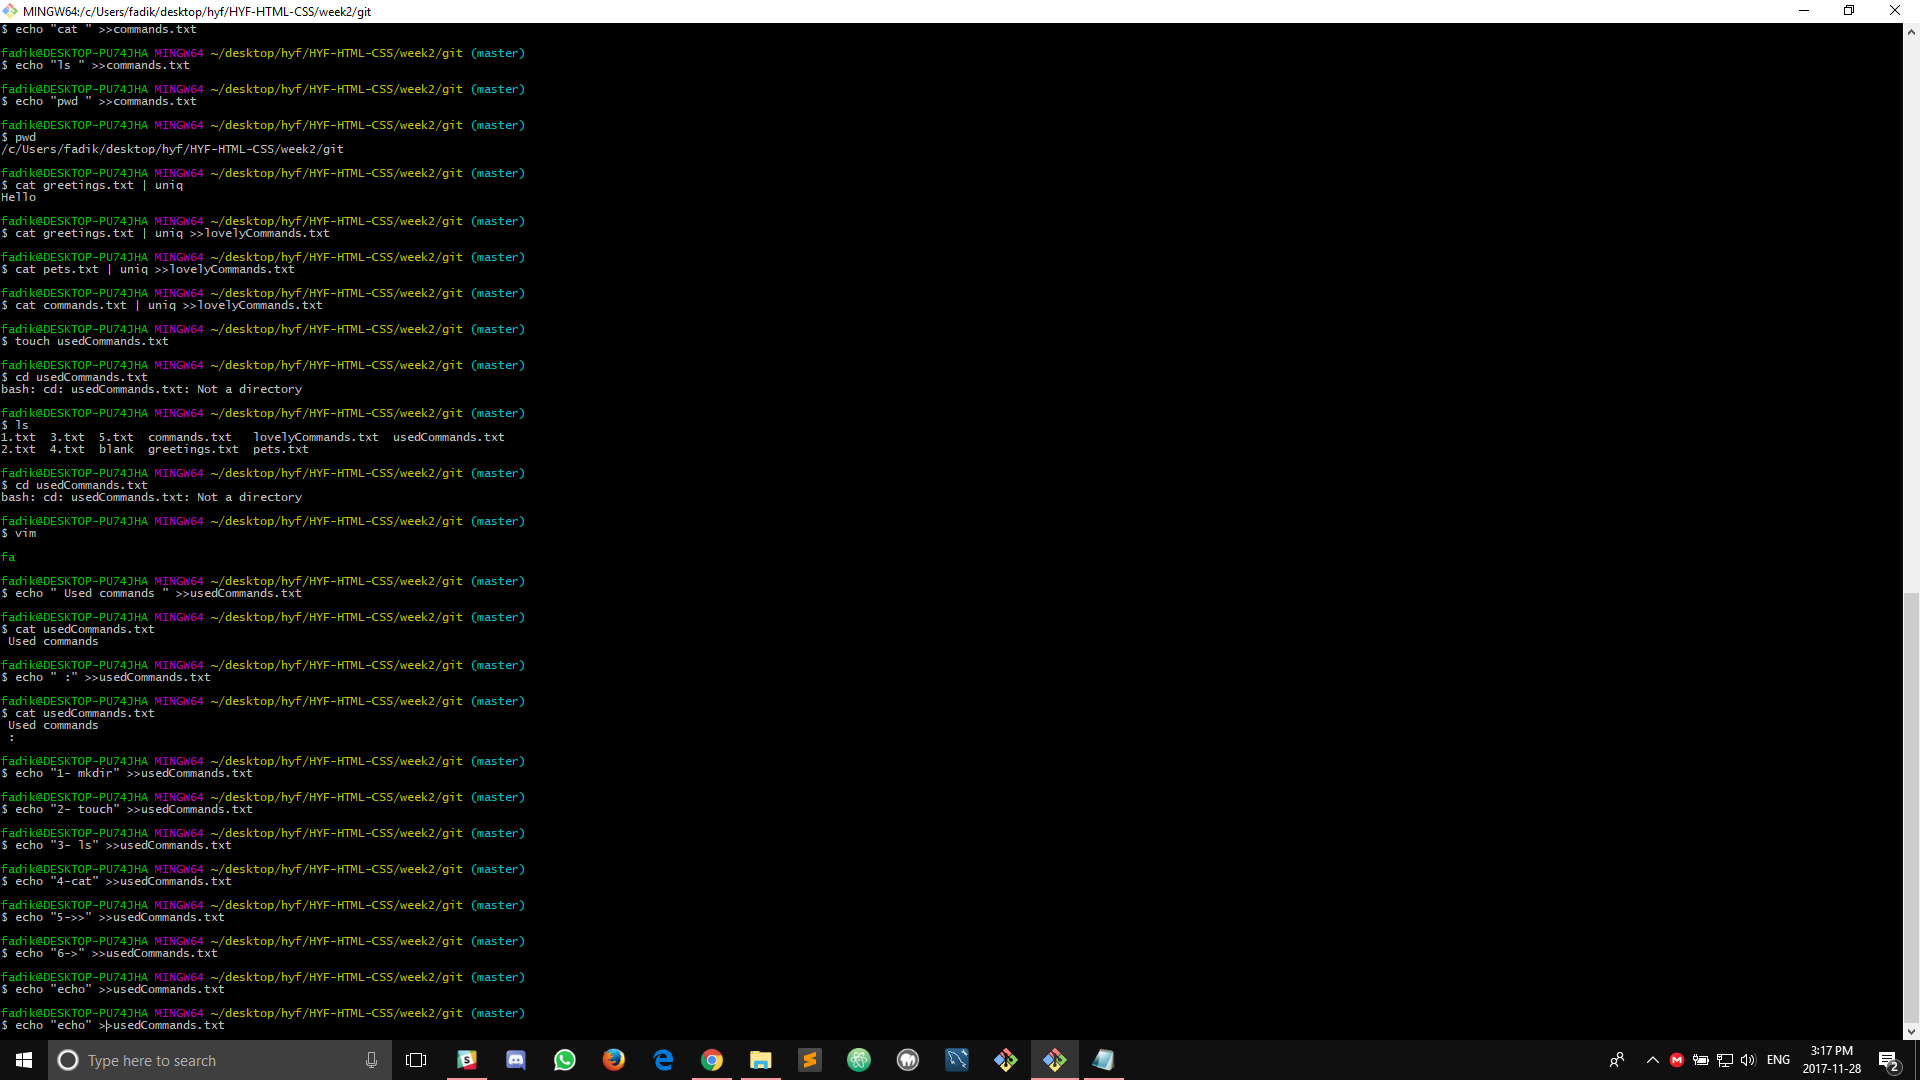 MINGW64:/c/Users/fadik/desktop/hyf/HYF-HTML-CSS/week2/git
$ echo "cat " >>commands.txt
fadik@DESKTOP-PU74JHA MINGW64 ~/desktop/hyf/HYF-HTML-CSS/week2/git (master)
$ echo "ls " >>commands.txt
fadik@DESKTOP-PU74JHA MINGW64 ~/desktop/hyf/HYF-HTML-CSS/week2/git (master)
$ echo "pwd " >>commands.txt
fadik@DESKTOP-PU74JHA MINGW64 ~/desktop/hyf/HYF-HTML-CSS/week2/git (master)
$ pwd
/c/Users/fadik/desktop/hyf/HYF-HTML-CSS/week2/git
fadik@DESKTOP-PU74JHA MINGW64 ~/desktop/hyf/HYF-HTML-CSS/week2/git (master)
$ cat greetings.txt | uniq
Hello
fadik@DESKTOP-PU74JHA MINGW64 ~/desktop/hyf/HYF-HTML-CSS/week2/git (master)
$ cat greetings.txt | uniq >>lovelyCommands.txt
fadik@DESKTOP-PU74JHA MINGW64 ~/desktop/hyf/HYF-HTML-CSS/week2/git (master)
$ cat pets.txt | uniq >>lovelyCommands.txt
fadik@DESKTOP-PU74JHA MINGW64 ~/desktop/hyf/HYF-HTML-CSS/week2/git (master)
$ cat commands.txt | uniq >>lovelyCommands.txt
fadik@DESKTOP-PU74JHA MINGW64 ~/desktop/hyf/HYF-HTML-CSS/week2/git (master)
$ touch usedCommands.txt
fadik@DESKTOP-PU74JHA MINGW64 ~/desktop/hyf/HYF-HTML-CSS/week2/git (master)
$ cd usedCommands.txt
bash: cd: usedCommands.txt: Not a directory
fadik@DESKTOP-PU74JHA MINGW64 ~/desktop/hyf/HYF-HTML-CSS/week2/git (master)
$ ls
1.txt  3.txt  5.txt  commands.txt   lovelyCommands.txt  usedCommands.txt
2.txt  4.txt  blank  greetings.txt  pets.txt
fadik@DESKTOP-PU74JHA MINGW64 ~/desktop/hyf/HYF-HTML-CSS/week2/git (master)
$ cd usedCommands.txt
bash: cd: usedCommands.txt: Not a directory
fadik@DESKTOP-PU74JHA MINGW64 ~/desktop/hyf/HYF-HTML-CSS/week2/git (master)
$ vim
fa
fadik@DESKTOP-PU74JHA MINGW64 ~/desktop/hyf/HYF-HTML-CSS/week2/git (master)
$ echo " Used commands " >>usedCommands.txt
fadik@DESKTOP-PU74JHA MINGW64 ~/desktop/hyf/HYF-HTML-CSS/week2/git (master)
$ cat usedCommands.txt
 Used commands
fadik@DESKTOP-PU74JHA MINGW64 ~/desktop/hyf/HYF-HTML-CSS/week2/git (master)
$ echo " :" >>usedCommands.txt
fadik@DESKTOP-PU74JHA MINGW64 ~/desktop/hyf/HYF-HTML-CSS/week2/git (master)
$ cat usedCommands.txt
 Used commands
 :
fadik@DESKTOP-PU74JHA MINGW64 ~/desktop/hyf/HYF-HTML-CSS/week2/git (master)
$ echo "1- mkdir" >>usedCommands.txt
fadik@DESKTOP-PU74JHA MINGW64 ~/desktop/hyf/HYF-HTML-CSS/week2/git (master)
$ echo "2- touch" >>usedCommands.txt
fadik@DESKTOP-PU74JHA MINGW64 ~/desktop/hyf/HYF-HTML-CSS/week2/git (master)
$ echo "3- ls" >>usedCommands.txt
fadik@DESKTOP-PU74JHA MINGW64 ~/desktop/hyf/HYF-HTML-CSS/week2/git (master)
$ echo "4-cat" >>usedCommands.txt
fadik@DESKTOP-PU74JHA MINGW64 ~/desktop/hyf/HYF-HTML-CSS/week2/git (master)
$ echo "5->>" >>usedCommands.txt
fadik@DESKTOP-PU74JHA MINGW64 ~/desktop/hyf/HYF-HTML-CSS/week2/git (master)
$ echo "6->" >>usedCommands.txt
fadik@DESKTOP-PU74JHA MINGW64 ~/desktop/hyf/HYF-HTML-CSS/week2/git (master)
$ echo "echo" >>usedCommands.txt
fadik@DESKTOP-PU74JHA MINGW64 ~/desktop/hyf/HYF-HTML-CSS/week2/git (master)
$ echo "echo" >>usedCommands.txt
Type here to search
ENG
3:17 PM
2017-11-28
2